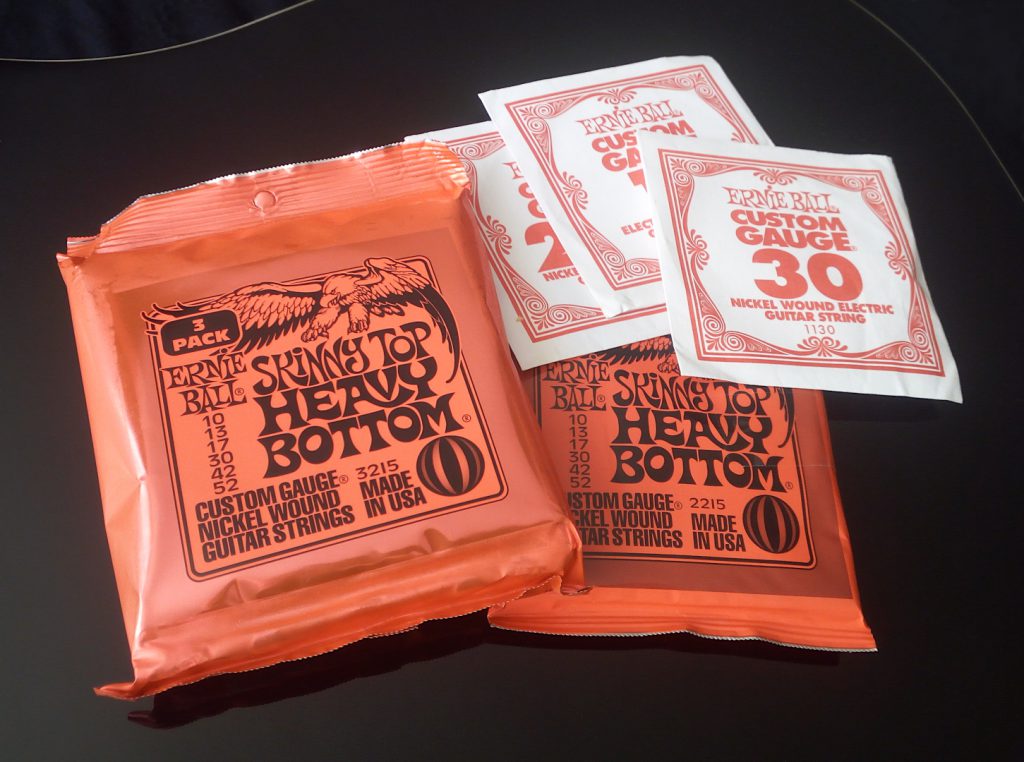 3
PACK
ERNIE
BALL®
10
13
17
30
42
52
SKINNY TOP
HEAVY
BOTTOM®
CUSTOM GAUGE®
NICKEL WOUND
GUITAR STRINGS
3215
MADE
IN USA
ERNIE
BALL®
10
13
17
30
42
52
SKINNY TOP
HEAVY
BOTTOM®
CUSTOM GAUGE®
NICKEL WOUND
GUITAR STRINGS
2215
MADE
IN USA
NICKEL
ERNIE BALL
CUSTOM
ERNIE BALL
CUSTOM
GAUGE®
30
NICKEL WOUND ELECTRIC
GUITAR STRING
1130